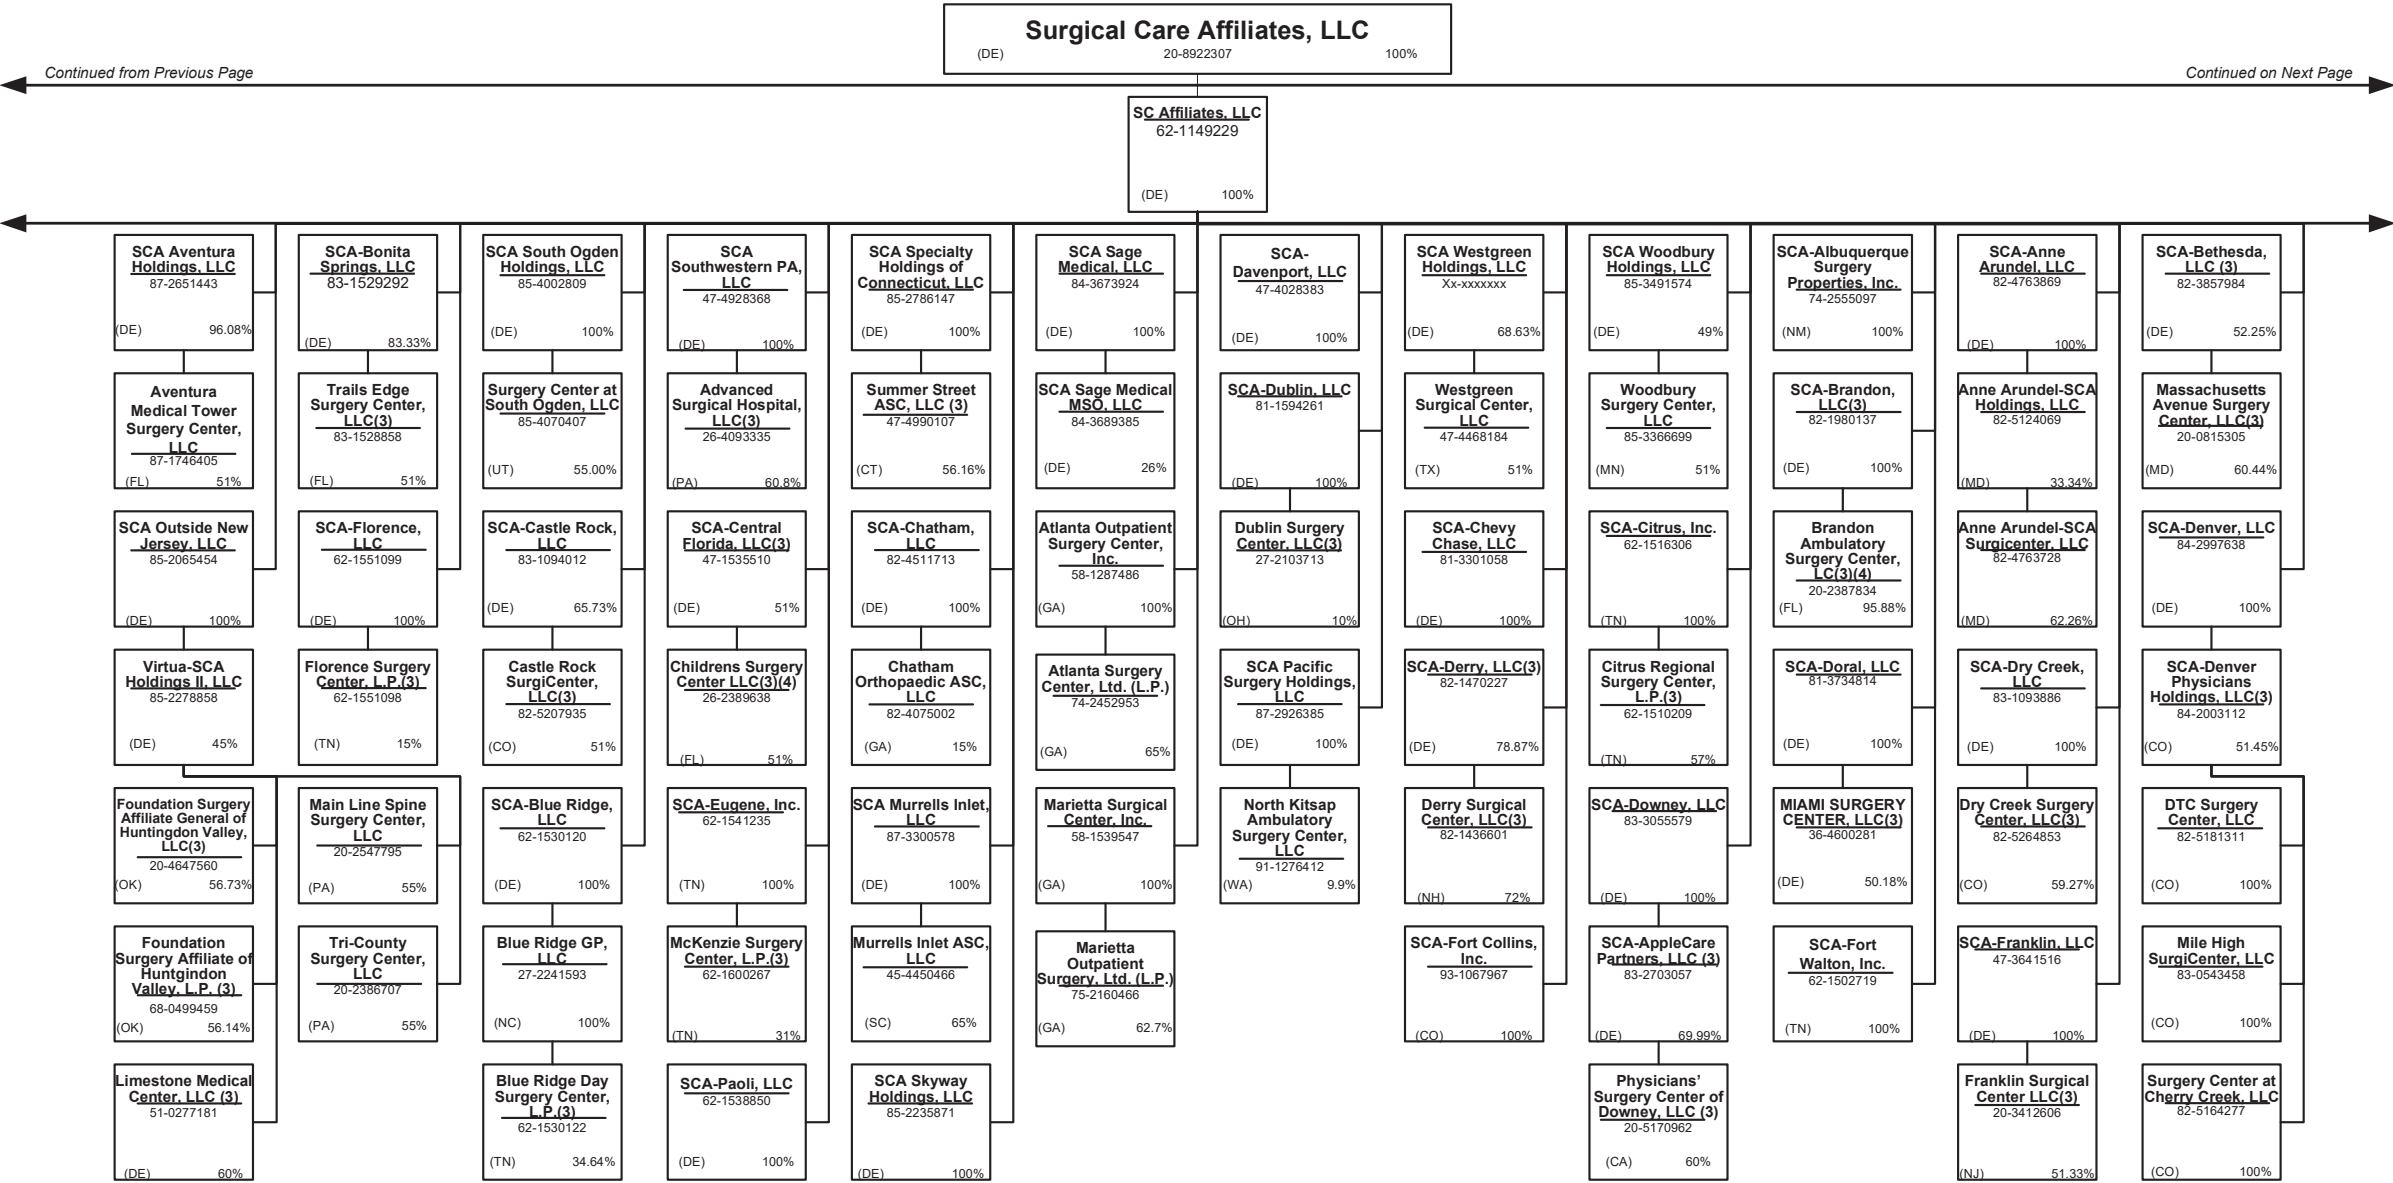 Surgical Care Affiliates, LLC
(DE) 20-8922307 100%
Continued from Previous Page
Continued on Next Page
SC Affiliates, LLC
62-1149229
(DE) 100%
SCA Aventura
Holdings, LLC
87-2651443
(DE) 96.08%
SCA-Bonita
Springs, LLC
83-1529292
(DE) 83.33%
SCA South Ogden
Holdings, LLC
85-4002809
(DE) 100%
SCA
Southwestern PA,
LLC
47-4928368
(DE) 100%
SCA Specialty
Holdings of
Connecticut, LLC
85-2786147
(DE) 100%
SCA Sage
Medical, LLC
84-3673924
(DE) 100%
SCA-
Davenport, LLC
47-4028383
(DE) 100%
SCA Westgreen
Holdings, LLC
Xx-xxxxxxx
(DE) 68.63%
SCA Woodbury
Holdings, LLC
85-3491574
(DE) 49%
SCA-Albuquerque
Surgery
Properties, Inc.
74-2555097
(NM) 100%
SCA-Anne
Arundel, LLC
82-4763869
(DE) 100%
SCA-Bethesda,
LLC (3)
82-3857984
(DE) 52.25%
Aventura
Medical Tower
Surgery Center,
LLC
87-1746405
(FL) 51%
Trails Edge
Surgery Center,
LLC(3)
83-1528858
(FL) 51%
Surgery Center at
South Ogden, LLC
85-4070407
(UT) 55.00%
Advanced
Surgical Hospital,
LLC(3)
26-4093335
(PA) 60.8%
Summer Street
ASC, LLC (3)
47-4990107
(CT) 56.16%
SCA Sage Medical
MSO, LLC
84-3689385
(DE) 26%
SCA-Dublin, LLC
81-1594261
(DE) 100%
Westgreen
Surgical Center,
LLC
47-4468184
(TX) 51%
Woodbury
Surgery Center,
LLC
85-3366699
(MN) 51%
SCA-Brandon,
LLC(3)
82-1980137
(DE) 100%
Anne Arundel-SCA
Holdings, LLC
82-5124069
(MD) 33.34%
Massachusetts
Avenue Surgery
Center, LLC(3)
20-0815305
(MD) 60.44%
SCA Outside New
Jersey, LLC
85-2065454
(DE) 100%
SCA-Florence,
LLC
62-1551099
(DE) 100%
SCA-Castle Rock,
LLC
83-1094012
(DE) 65.73%
SCA-Central
Florida, LLC(3)
47-1535510
(DE) 51%
SCA-Chatham,
LLC
82-4511713
(DE) 100%
Atlanta Outpatient
Surgery Center,
Inc.
58-1287486
(GA) 100%
Dublin Surgery
Center, LLC(3)
27-2103713
(OH) 10%
SCA-Chevy
Chase, LLC
81-3301058
(DE) 100%
SCA-Citrus, Inc.
62-1516306
(TN) 100%
Brandon
Ambulatory
Surgery Center,
LC(3)(4)
20-2387834
(FL) 95.88%
Anne Arundel-SCA
Surgicenter, LLC
82-4763728
(MD) 62.26%
SCA-Denver, LLC
84-2997638
(DE) 100%
Virtua-SCA
Holdings II, LLC
85-2278858
(DE) 45%
Florence Surgery
Center, L.P.(3)
62-1551098
(TN) 15%
Castle Rock
SurgiCenter,
LLC(3)
82-5207935
(CO) 51%
Childrens Surgery
Center LLC(3)(4)
26-2389638
(FL) 51%
Chatham
Orthopaedic ASC,
LLC
82-4075002
(GA) 15%
Atlanta Surgery
Center, Ltd. (L.P.)
74-2452953
(GA) 65%
SCA Pacific
Surgery Holdings,
LLC
87-2926385
(DE) 100%
SCA-Derry, LLC(3)
82-1470227
(DE) 78.87%
Citrus Regional
Surgery Center,
L.P.(3)
62-1510209
(TN) 57%
SCA-Doral, LLC
81-3734814
(DE) 100%
SCA-Dry Creek,
LLC
83-1093886
(DE) 100%
SCA-Denver
Physicians
Holdings, LLC(3)
84-2003112
(CO) 51.45%
Foundation Surgery
Affiliate General of
Huntingdon Valley,
LLC(3)
20-4647560
(OK) 56.73%
Main Line Spine
Surgery Center,
LLC
20-2547795
(PA) 55%
SCA-Blue Ridge,
LLC
62-1530120
(DE) 100%
SCA-Eugene, Inc.
62-1541235
(TN) 100%
SCA Murrells Inlet,
LLC
87-3300578
(DE) 100%
Marietta Surgical
Center, Inc.
58-1539547
(GA) 100%
North Kitsap
Ambulatory
Surgery Center,
LLC
91-1276412
(WA) 9.9%
Derry Surgical
Center, LLC(3)
82-1436601
(NH) 72%
SCA-Downey, LLC
83-3055579
(DE) 100%
MIAMI SURGERY
CENTER, LLC(3)
36-4600281
(DE) 50.18%
Dry Creek Surgery
Center, LLC(3)
82-5264853
(CO) 59.27%
DTC Surgery
Center, LLC
82-5181311
(CO) 100%
Foundation
Surgery Affiliate of
Huntgindon
Valley, L.P. (3)
68-0499459
(OK) 56.14%
Tri-County
Surgery Center,
LLC
20-2386707
(PA) 55%
Blue Ridge GP,
LLC
27-2241593
(NC) 100%
McKenzie Surgery
Center, L.P.(3)
62-1600267
(TN) 31%
Murrells Inlet ASC,
LLC
45-4450466
(SC) 65%
Marietta
Outpatient
Surgery, Ltd. (L.P.)
75-2160466
(GA) 62.7%
SCA-Fort Collins,
Inc.
93-1067967
(CO) 100%
SCA-AppleCare
Partners, LLC (3)
83-2703057
(DE) 69.99%
SCA-Fort
Walton, Inc.
62-1502719
(TN) 100%
SCA-Franklin, LLC
47-3641516
(DE) 100%
Mile High
SurgiCenter, LLC
83-0543458
(CO) 100%
Limestone Medical
Center, LLC (3)
51-0277181
(DE) 60%
Blue Ridge Day
Surgery Center,
L.P.(3)
62-1530122
(TN) 34.64%
SCA-Paoli, LLC
62-1538850
(DE) 100%
SCA Skyway
Holdings, LLC
85-2235871
(DE) 100%
Physicians’
Surgery Center of
Downey, LLC (3)
20-5170962
(CA) 60%
Franklin Surgical
Center LLC(3)
20-3412606
(NJ) 51.33%
Surgery Center at
Cherry Creek, LLC
82-5164277
(CO) 100%